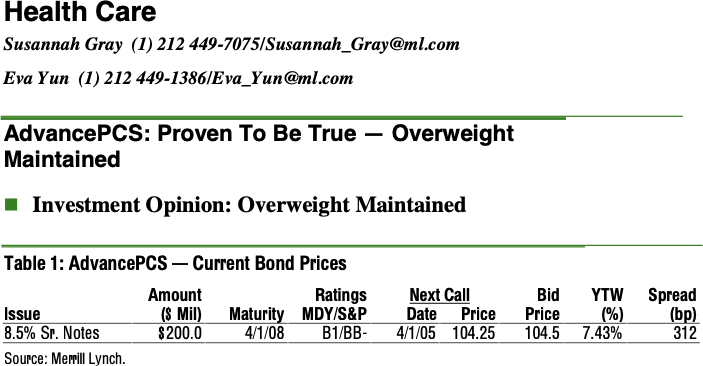 Health Care
Susannah Gray (1) 212 449-7075/Susannah_Gray@ml.com
Eva Yun (1) 212 449-1386/Eva_Yun@ml.com
AdvancePCS: Proven To Be True — Overweight
Maintained
■ Investment Opinion: Overweight Maintained
Table 1: AdvancePCS — Current Bond Prices
Amount Ratings Next Call Bid YTW Spread
Issue ($ Mil) Maturity MDY/S&P Date Price Price (%) (bp)
8.5% Sr. Notes $200.0 4/1/08 B1/BB- 4/1/05 104.25 104.5 7.43% 312
Source: Merrill Lynch.